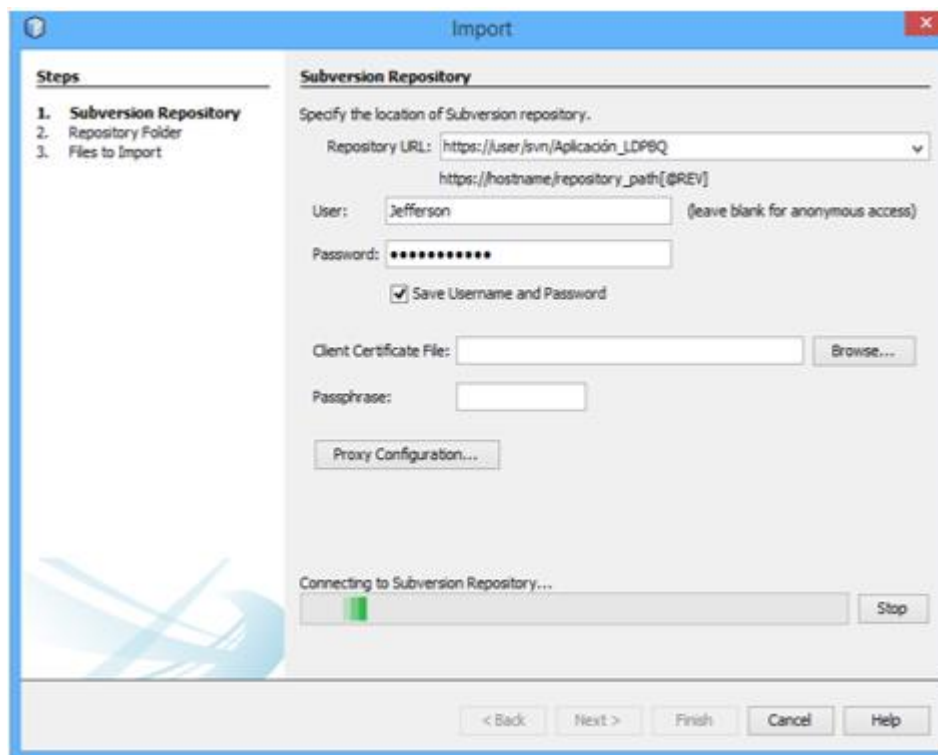 Import
Steps
1. Subversion Repository
2. Repository Folder
3. Files to Import
Subversion Repository
Specify the location of Subversion repository.
Repository URL: https://user/svn/Aplicación_LDPBQ
https://hostname/repository_path[@REV]
User: Jefferson (leave blank for anonymous access)
Password: •••••••••••
Save Username and Password
Client Certificate File: Browse...
Passphrase:
Proxy Configuration...
Connecting to Subversion Repository...
Stop
< Back Next > Finish Cancel Help